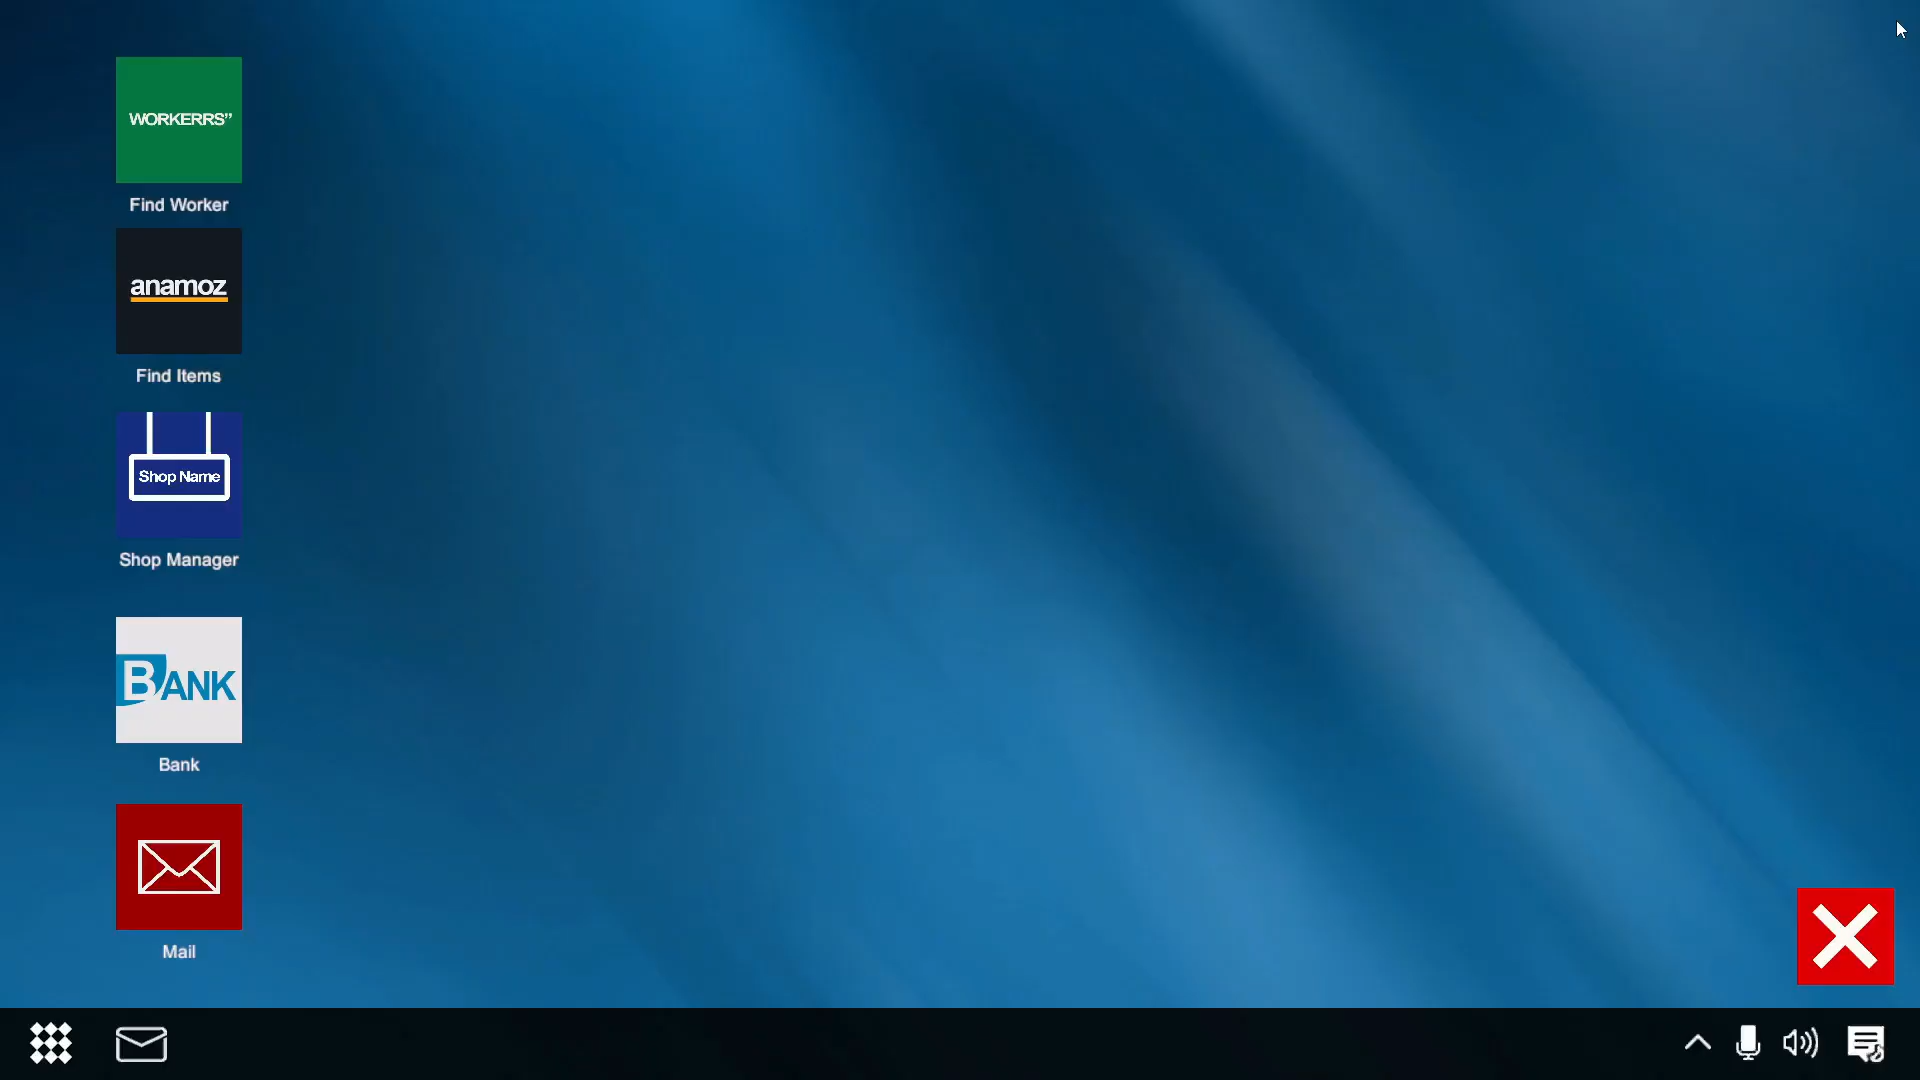 WORKERRS”
Find Worker
anamoz
Find Items
Shop Name
Shop Manager
BANK
Bank
Mail